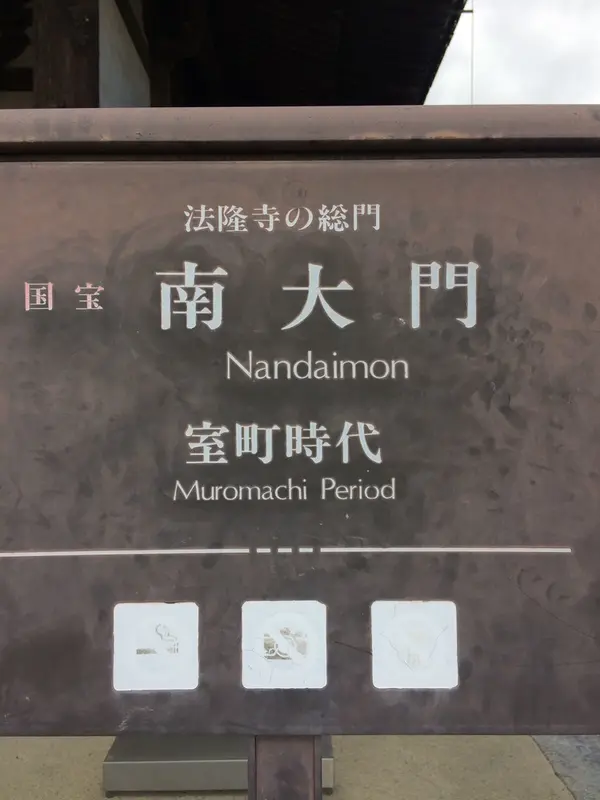 法隆寺の総門
国宝 南大門
Nandaimon
室町時代
Muromachi Period